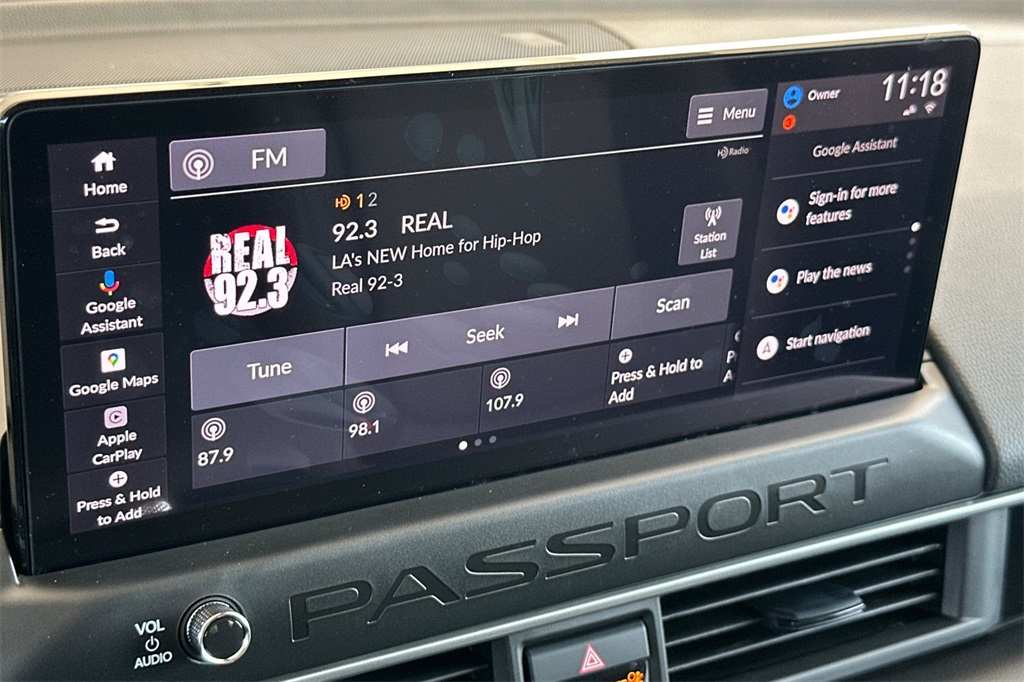 Home
Back
Google
Assistant
Google Maps
Apple
CarPlay
Press & Hold
to Add
FM
Menu
HD Radio
HD 1 2
92.3 REAL
LA's NEW Home for Hip-Hop
Real 92-3
REAL
92.3
Station
List
Tune
Seek
Scan
87.9
98.1
107.9
Press & Hold to
Add
P
A
Owner
3
11:18
Google Assistant
Sign-in for more
features
Play the news
A
Start navigation
PASSPORT
VOL
AUDIO